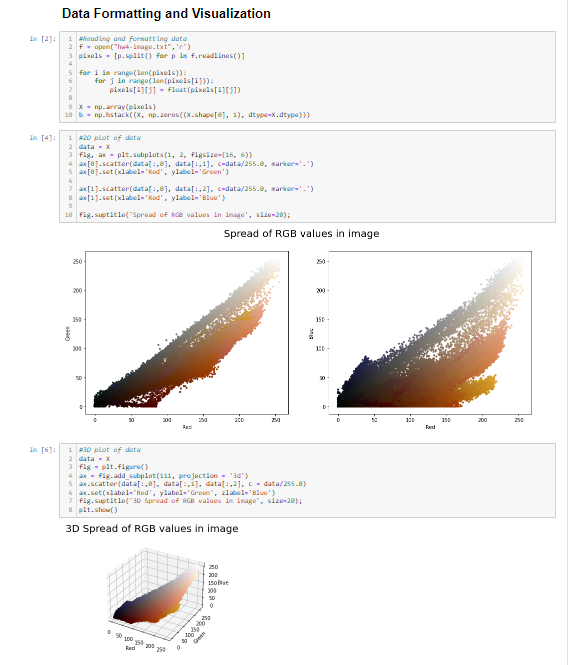 Data Formatting and Visualization
In [2]:
1 #Reading and formatting data
2 f = open("hw4-image.txt",'r')
3 pixels = [p.split() for p in f.readlines()]
4
5 for i in range(len(pixels)):
6 for j in range(len(pixels[i])):
7 pixels[i][j] = float(pixels[i][j])
8
9 X = np.array(pixels)
10 b = np.hstack((X, np.zeros((X.shape[0], 1), dtype=X.dtype)))
In [4]:
1 #2D plot of data
2 data = X
3 fig, ax = plt.subplots(1, 2, figsize=(16, 6))
4 ax[0].scatter(data[:,0], data[:,1], c=data/255.0, marker='.')
5 ax[0].set(xlabel='Red', ylabel='Green')
6
7 ax[1].scatter(data[:,0], data[:,2], c=data/255.0, marker='.')
8 ax[1].set(xlabel='Red', ylabel='Blue')
9
10 fig.suptitle('Spread of RGB values in image', size=20);
Spread of RGB values in image
250
200
150
100
50
0
Green
0 50 100 150 200 250
Red
250
200
150
100
50
0
Blue
0 50 100 150 200 250
Red
In [6]:
1 #3D plot of data
2 data = X
3 fig = plt.figure()
4 ax = fig.add_subplot(111, projection = '3d')
5 ax.scatter(data[:,0], data[:,1], data[:,2], c = data/255.0)
6 ax.set(xlabel='Red', ylabel='Green', zlabel='Blue')
7 fig.suptitle('3D Spread of RGB values in image', size=20);
8 plt.show()
3D Spread of RGB values in image
250
200
150 Blue
100
50
0
0 50 100 150 200 250
Red
0 50 100 150 200 250
Green